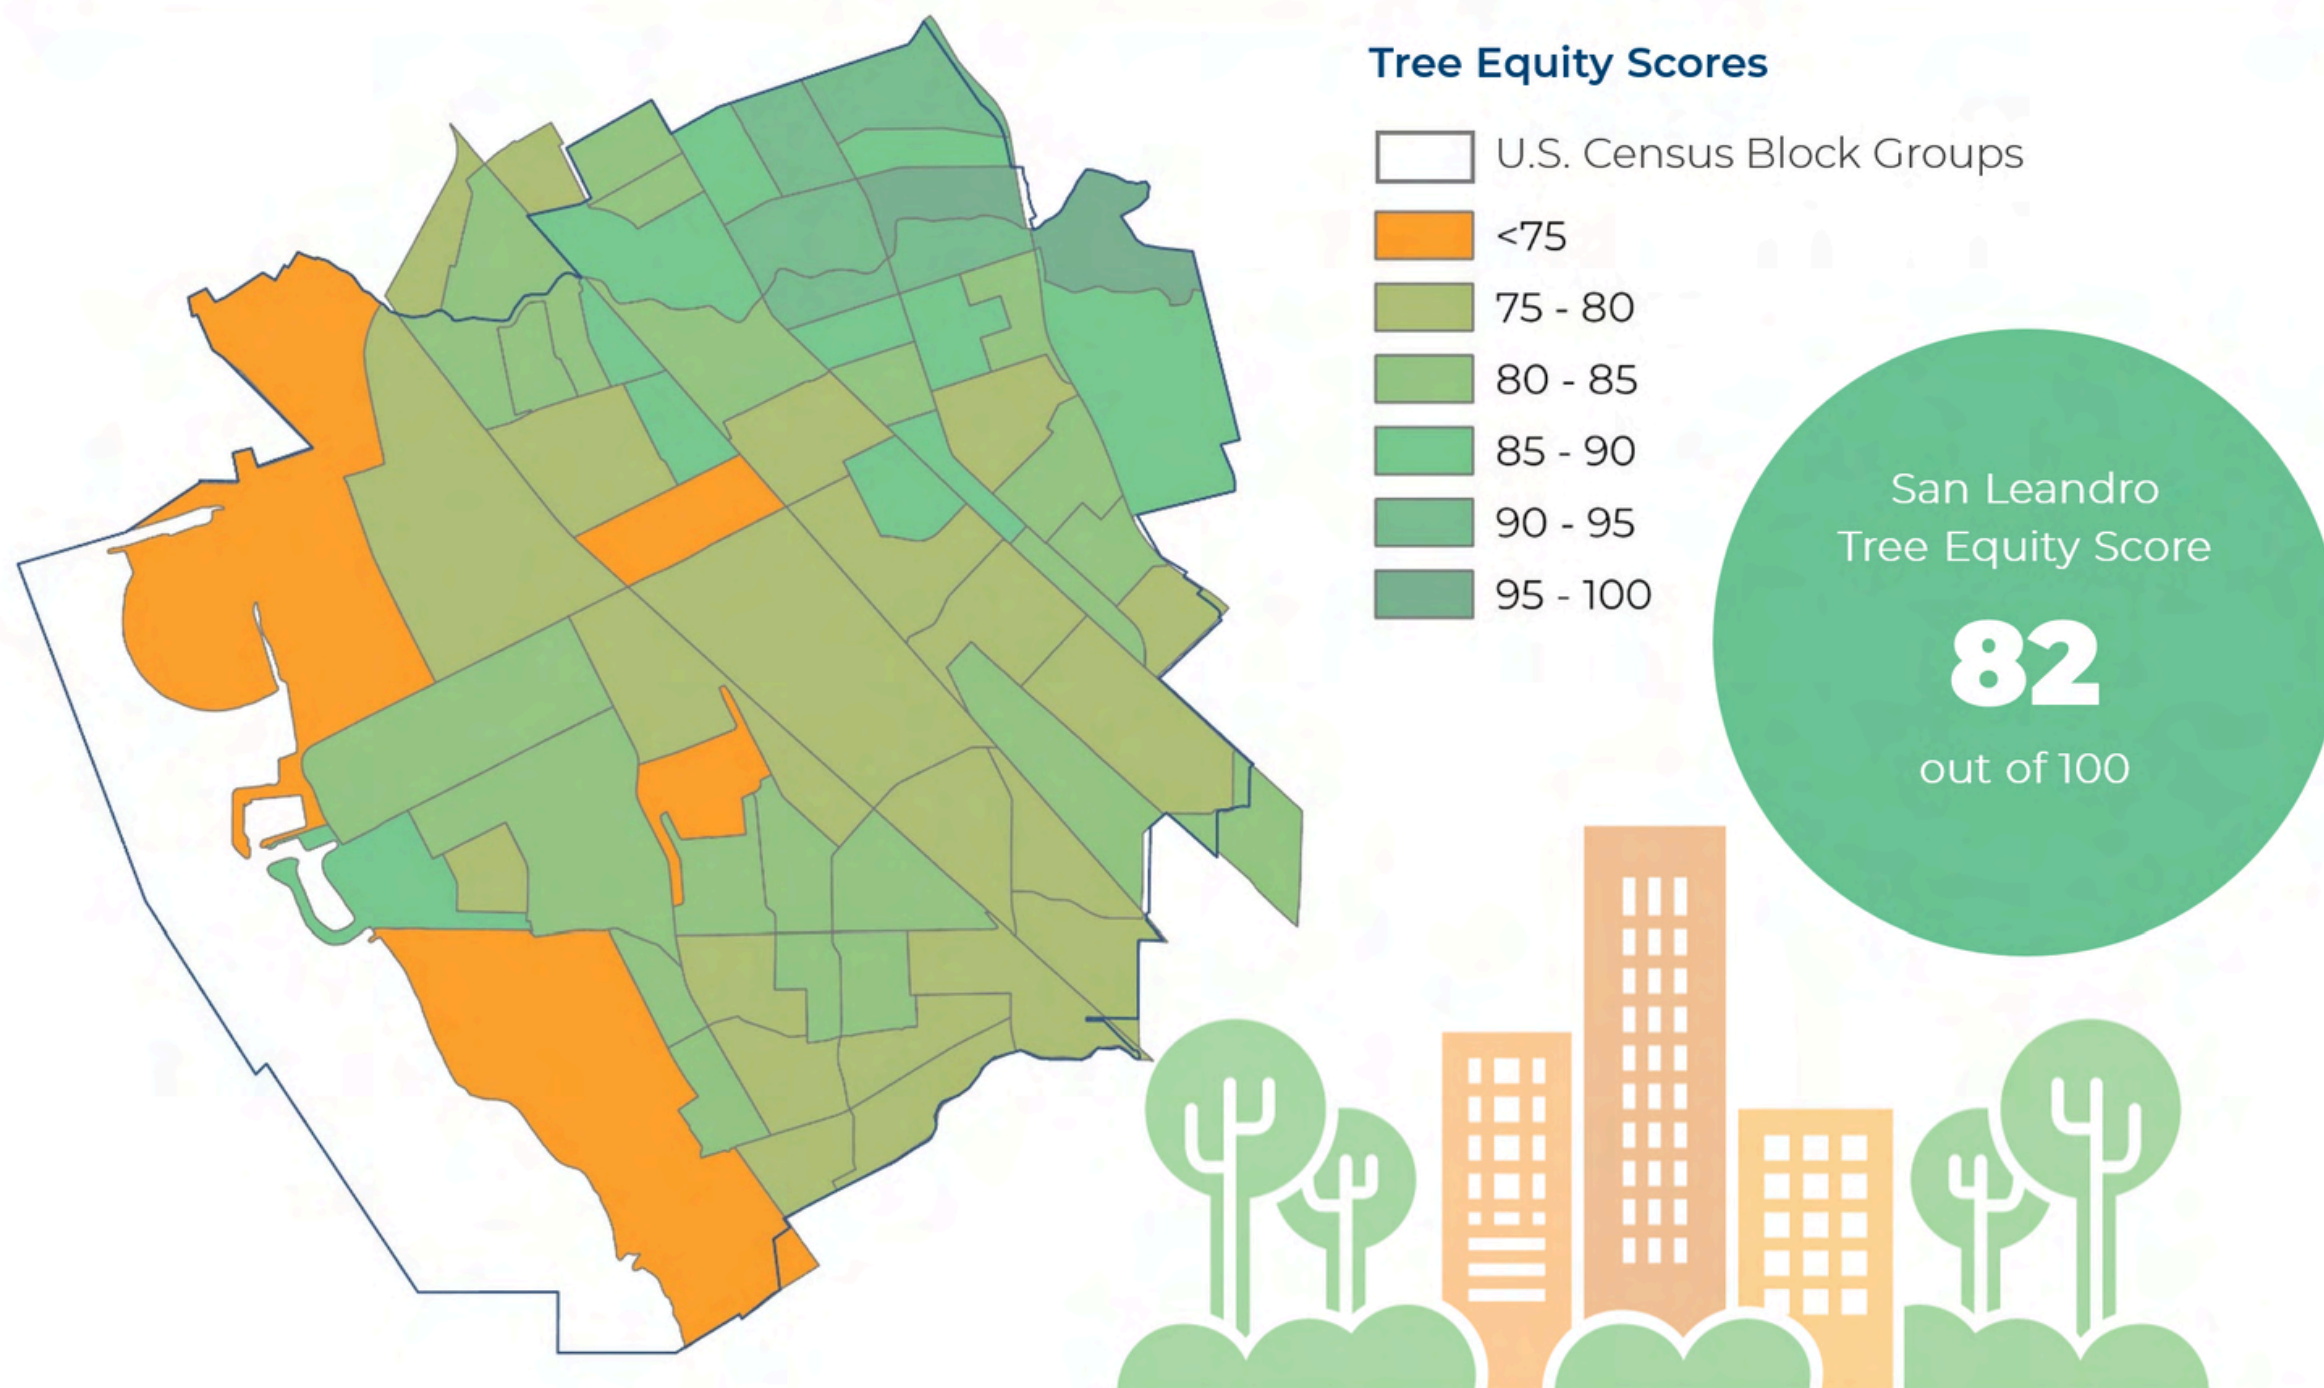 Tree Equity Scores
U.S. Census Block Groups
<75
75 - 80
80 - 85
85 - 90
90 - 95
95 - 100
San Leandro
Tree Equity Score
82
out of 100